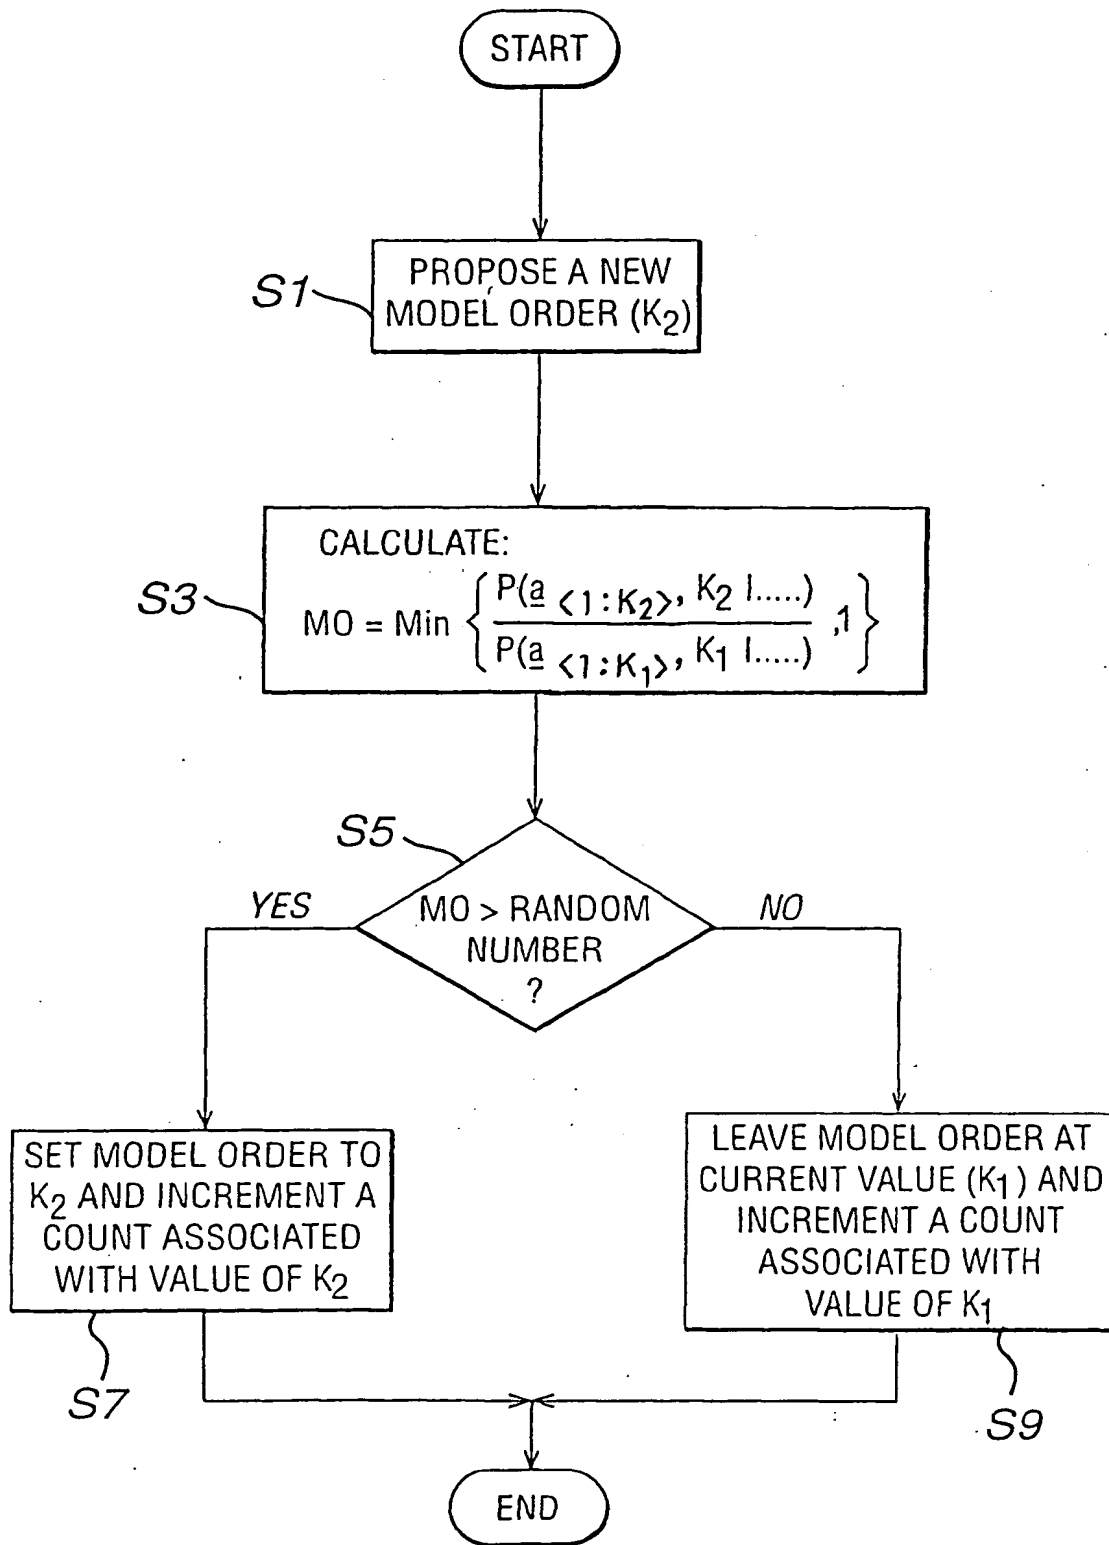 START
S1
PROPOSE A NEW
MODEL ORDER (K2)
S3
CALCULATE:
MO = Min { P(a <1:K2>, K2 |.....) / P(a <1:K1>, K1 |.....) ,1 }
S5
YES
MO > RANDOM
NUMBER
?
NO
SET MODEL ORDER TO
K2 AND INCREMENT A
COUNT ASSOCIATED
WITH VALUE OF K2
S7
LEAVE MODEL ORDER AT
CURRENT VALUE (K1) AND
INCREMENT A COUNT
ASSOCIATED WITH
VALUE OF K1
S9
END